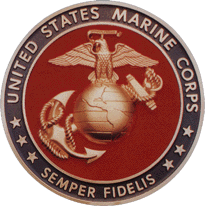 UNITED STATES MARINE CORPS
SEMPER FIDELIS